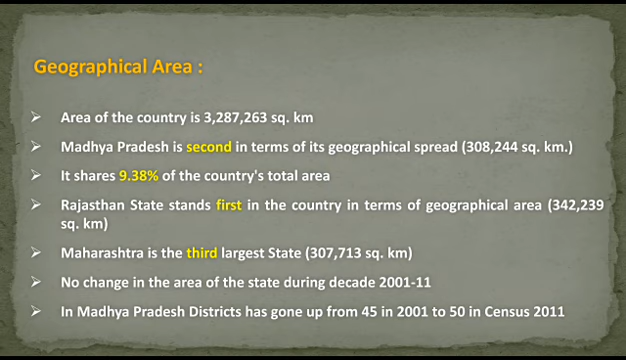 Geographical Area :
➢ Area of the country is 3,287,263 sq. km
➢ Madhya Pradesh is second in terms of its geographical spread (308,244 sq. km.)
➢ It shares 9.38% of the country's total area
➢ Rajasthan State stands first in the country in terms of geographical area (342,239
sq. km)
➢ Maharashtra is the third largest State (307,713 sq. km)
➢ No change in the area of the state during decade 2001-11
➢ In Madhya Pradesh Districts has gone up from 45 in 2001 to 50 in Census 2011